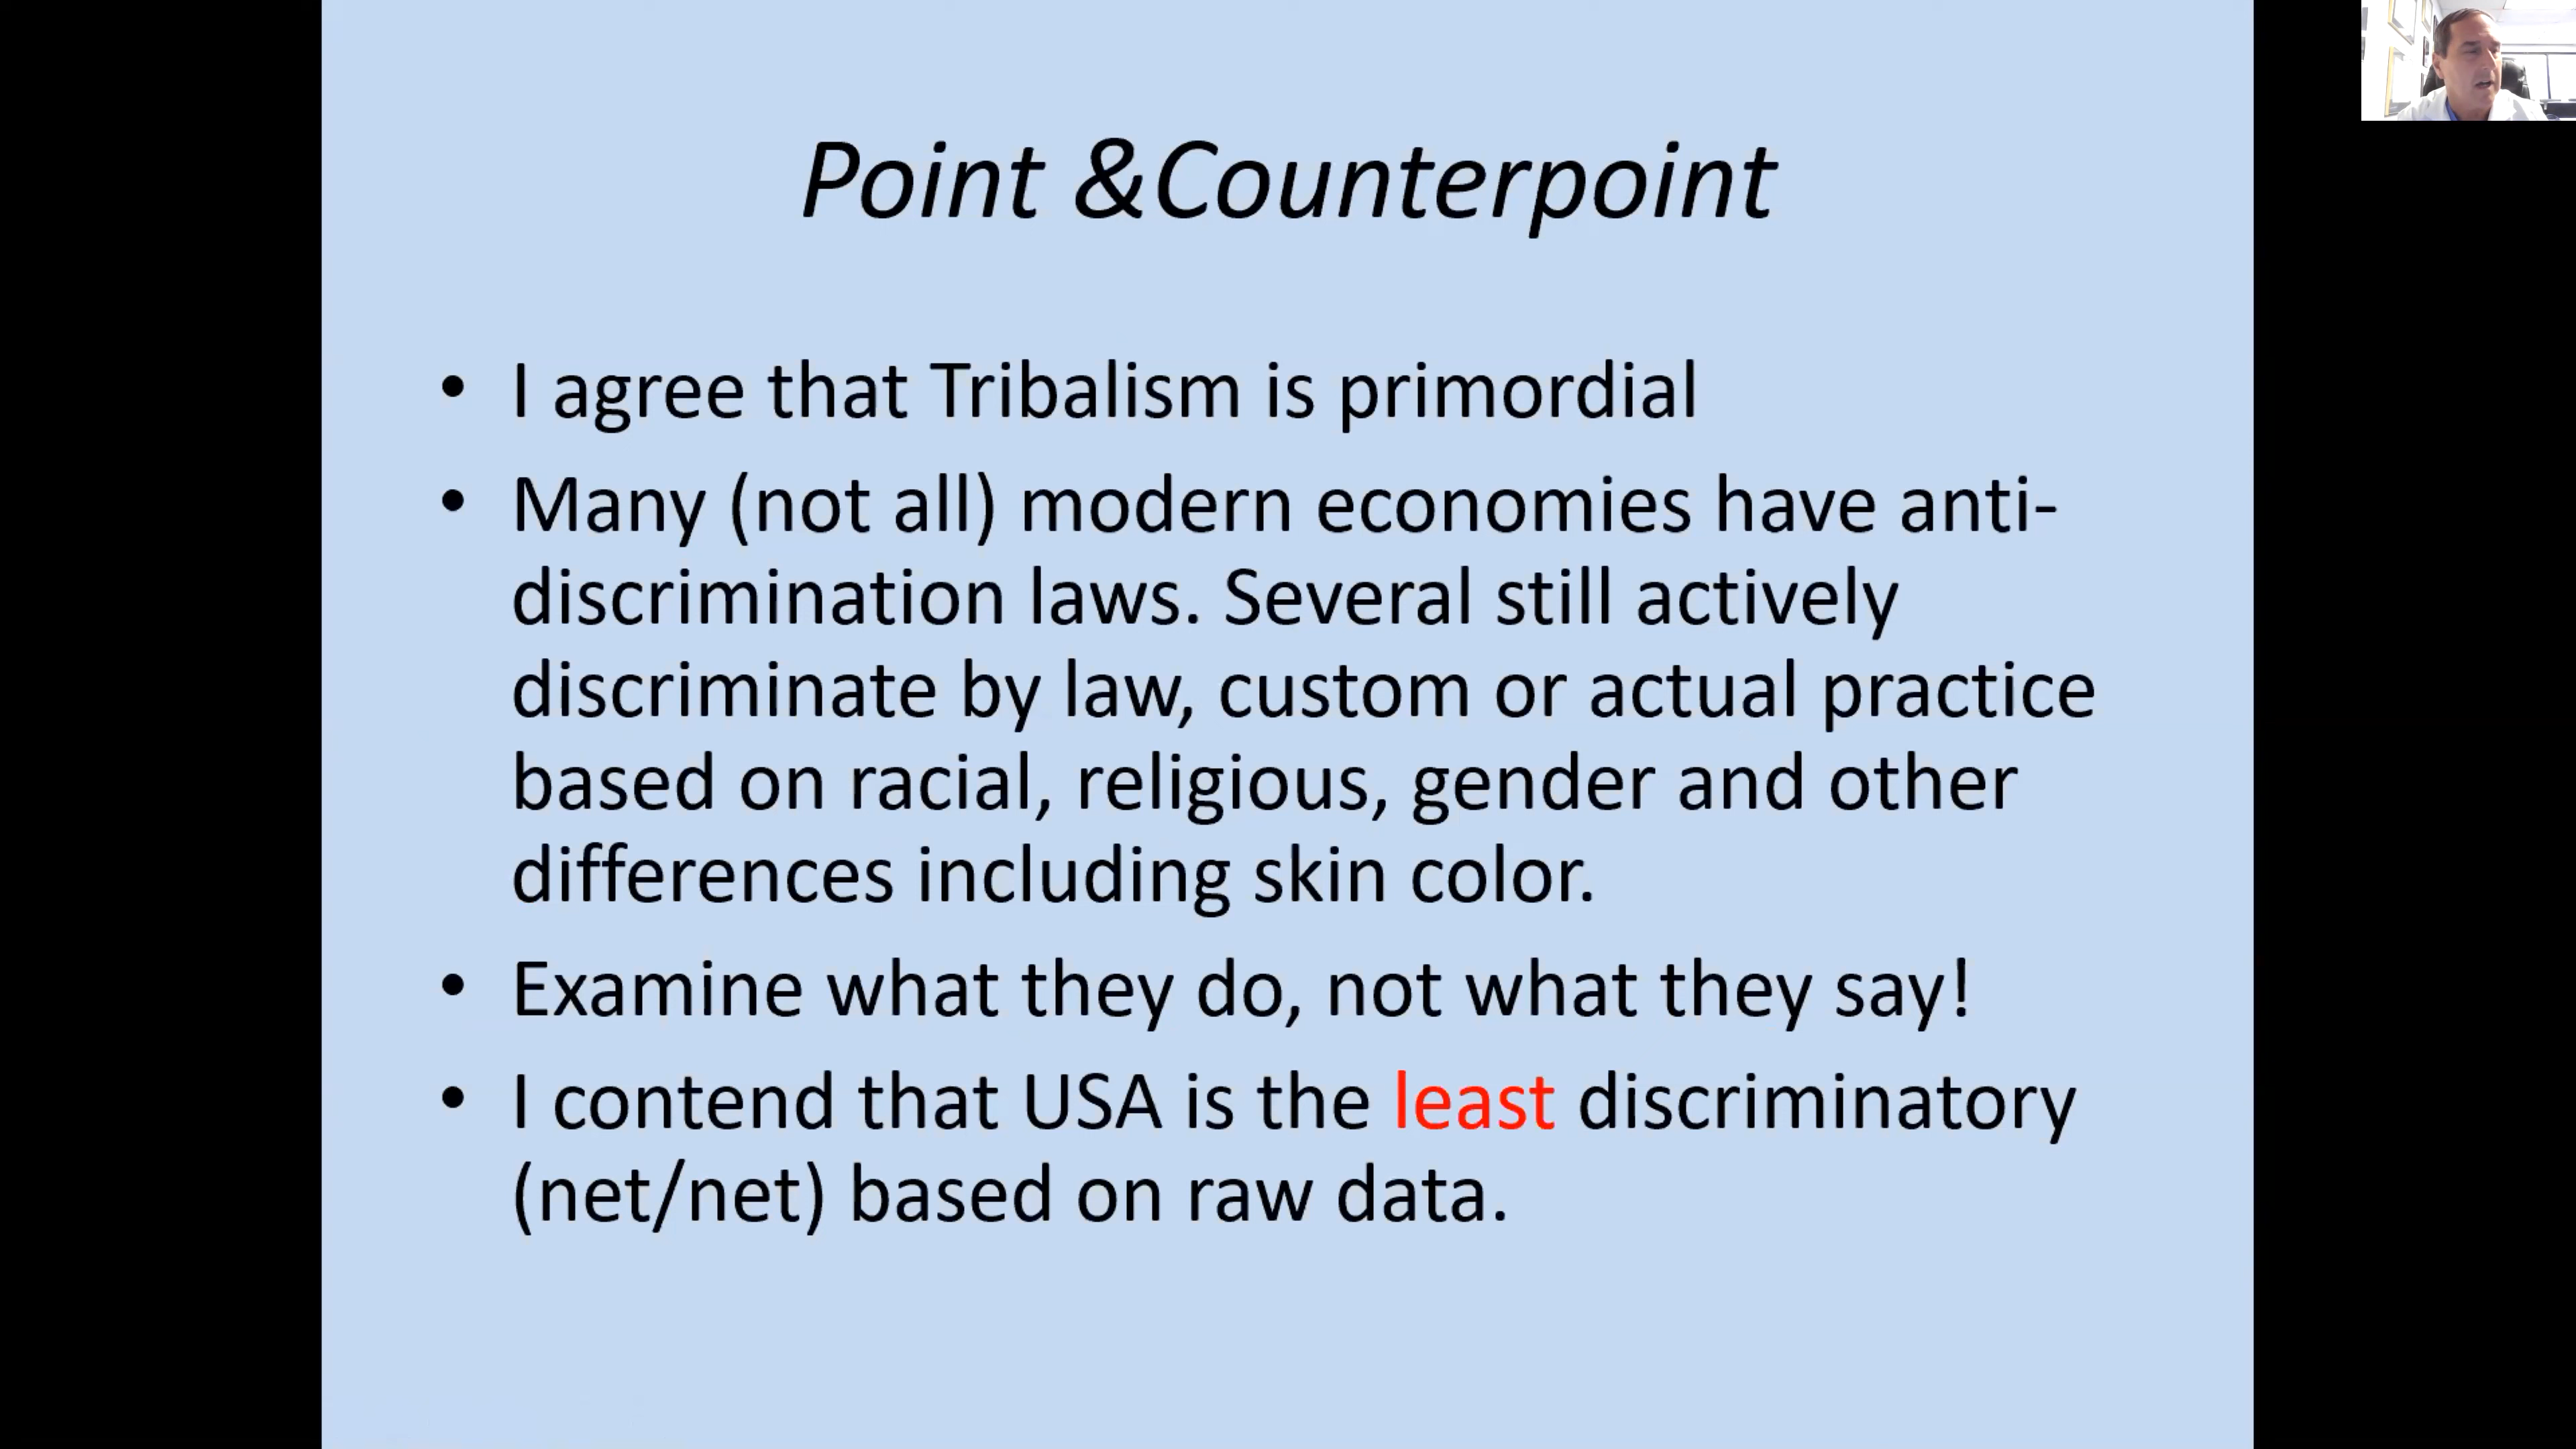 Point &Counterpoint
• I agree that Tribalism is primordial
• Many (not all) modern economies have anti-
discrimination laws. Several still actively
discriminate by law, custom or actual practice
based on racial, religious, gender and other
differences including skin color.
• Examine what they do, not what they say!
• I contend that USA is the least discriminatory
(net/net) based on raw data.